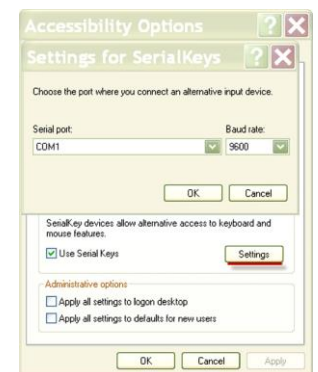 Accessibility Options
Settings for SerialKeys
Choose the port where you connect an alternative input device.
Serial port: Baud rate:
COM1 9600
OK Cancel
SerialKey devices allow alternative access to keyboard and
mouse features.
Use Serial Keys Settings
Administrative options
Apply all settings to logon desktop
Apply all settings to defaults for new users
OK Cancel Apply